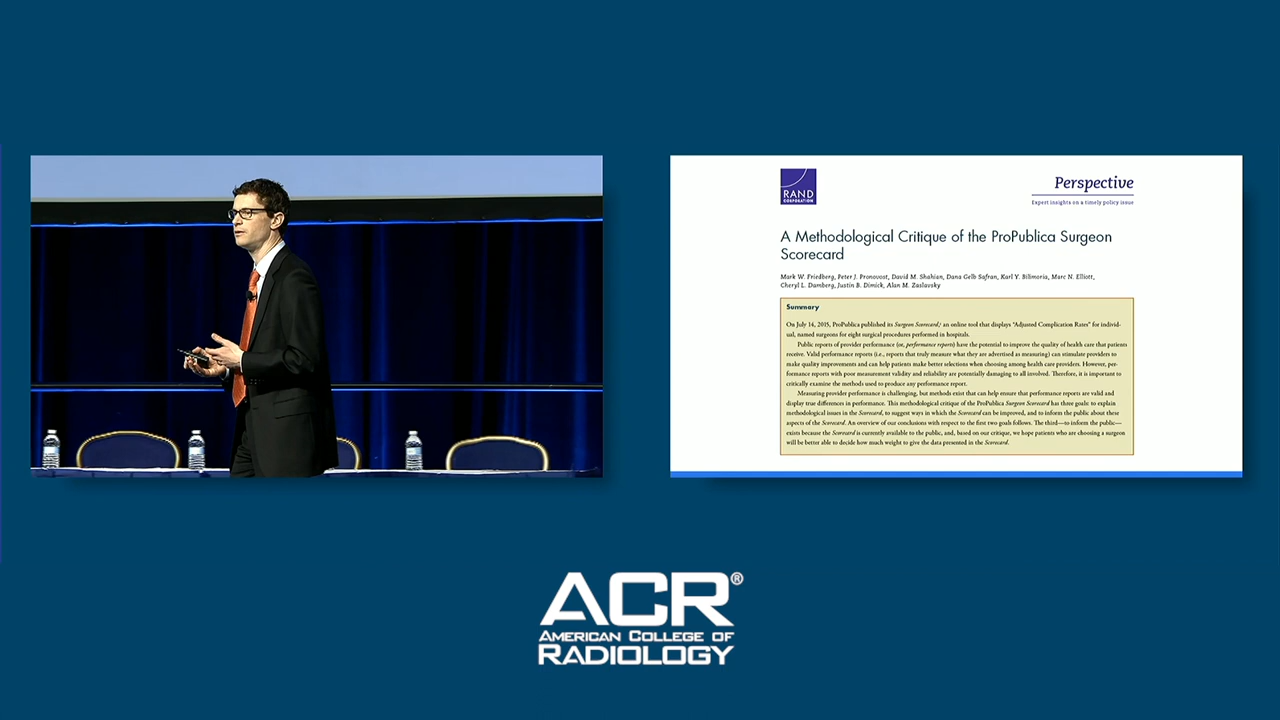 RAND
CORPORATION
Perspective
Expert insights on a timely policy issue
A Methodological Critique of the ProPublica Surgeon
Scorecard
Mark W. Friedberg, Peter J. Pronovost, David M. Shahian, Dana Gelb Safran, Karl Y. Bilimoria, Marc N. Elliott,
Cheryl L. Damberg, Justin B. Dimick, Alan M. Zaslavsky
Summary
On July 14, 2015, ProPublica published its Surgeon Scorecard,¹ an online tool that displays “Adjusted Complication Rates” for individ-
ual, named surgeons for eight surgical procedures performed in hospitals.
Public reports of provider performance (or, performance reports) have the potential to improve the quality of health care that patients
receive. Valid performance reports (i.e., reports that truly measure what they are advertised as measuring) can stimulate providers to
make quality improvements and can help patients make better selections when choosing among health care providers. However, per-
formance reports with poor measurement validity and reliability are potentially damaging to all involved. Therefore, it is important to
critically examine the methods used to produce any performance report.
Measuring provider performance is challenging, but methods exist that can help ensure that performance reports are valid and
display true differences in performance. This methodological critique of the ProPublica Surgeon Scorecard has three goals: to explain
methodological issues in the Scorecard, to suggest ways in which the Scorecard can be improved, and to inform the public about these
aspects of the Scorecard. An overview of our conclusions with respect to the first two goals follows. The third—to inform the public—
exists because the Scorecard is currently available to the public, and, based on our critique, we hope patients who are choosing a surgeon
will be better able to decide how much weight to give the data presented in the Scorecard.
ACR®
AMERICAN COLLEGE OF
RADIOLOGY